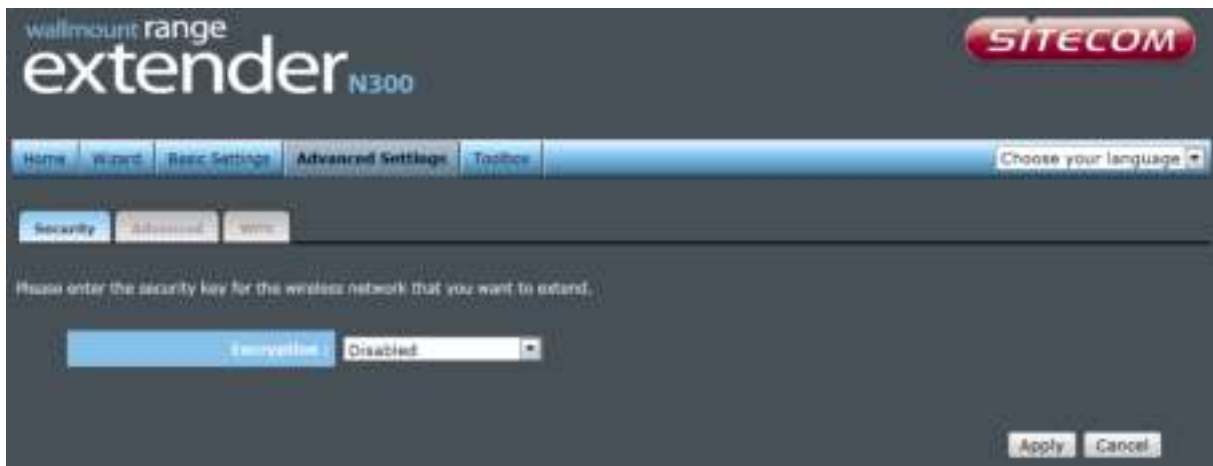 wallmount range
extender N300
SITECOM
Home Wizard Basic Settings Advanced Settings Toolbox Choose your language
Security Advanced WPS
Please enter the security key for the wireless network that you want to extend.
Encryption : Disabled
Apply Cancel